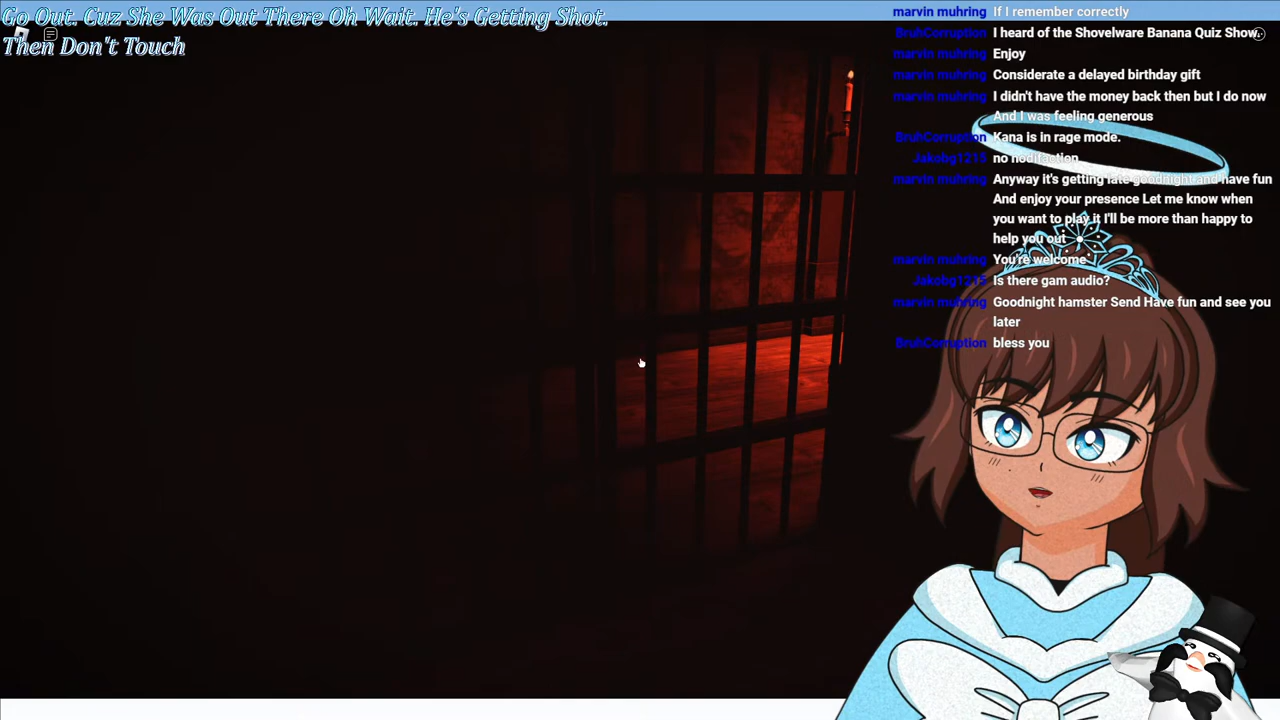 Go Out. Cuz She Was Out There Oh Wait. He's Getting Shot.
Then Don't Touch
marvin muhring If I remember correctly
BruhCorruption I heard of the Shovelware Banana Quiz Show.
marvin muhring Enjoy
marvin muhring Considerate a delayed birthday gift
marvin muhring I didn't have the money back then but I do now
And I was feeling generous
BruhCorruption Kana is in rage mode.
Jakobg1215 no nodifaction
marvin muhring Anyway it's getting late goodnight and have fun
And enjoy your presence Let me know when
you want to play it I'll be more than happy to
help you out
marvin muhring You're welcome
Jakobg1215 Is there gam audio?
marvin muhring Goodnight hamster Send Have fun and see you
later
BruhCorruption bless you